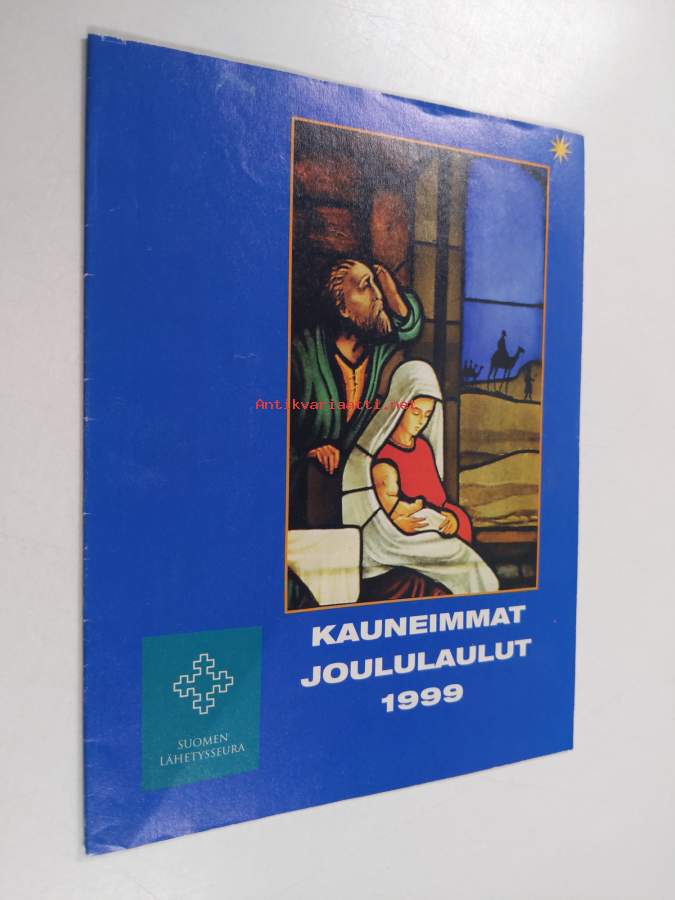 Antikvariaatti.net
KAUNEIMMAT
JOULULAULUT
1999
SUOMEN
LÄHETYSSEURA